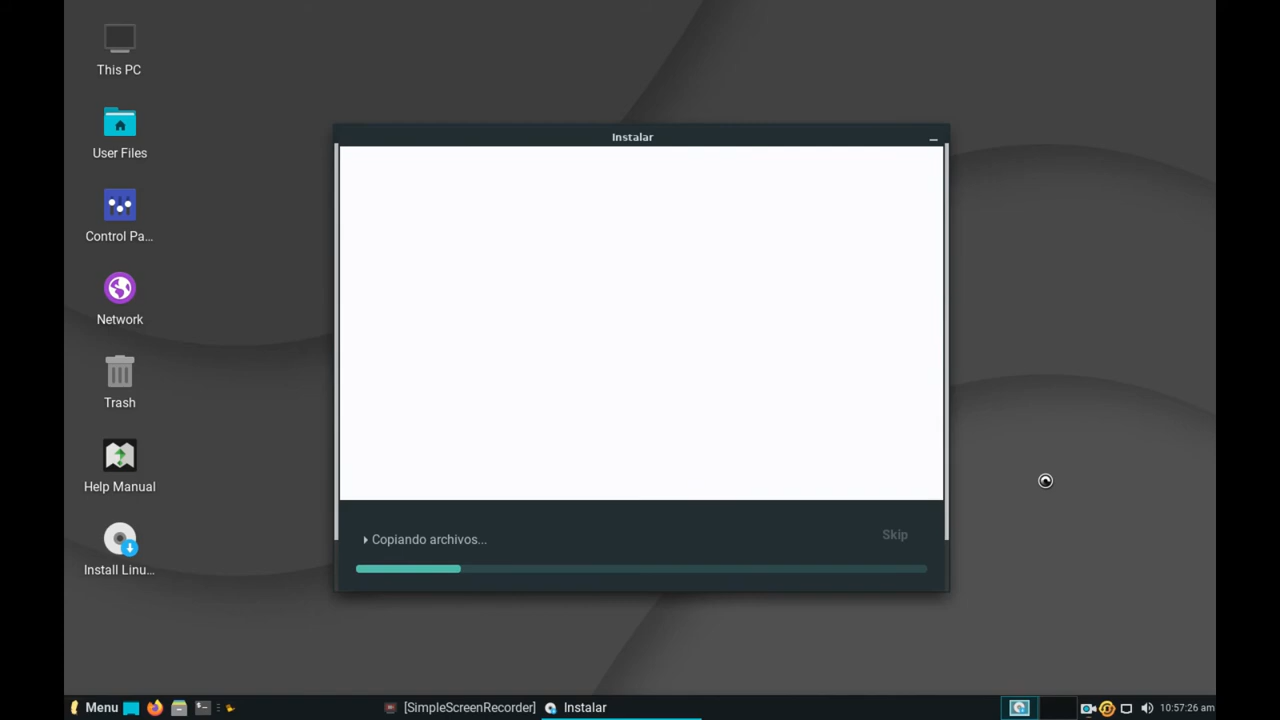 This PC
User Files
Control Pa...
Network
Trash
Help Manual
Install Linu...
Instalar
Copiando archivos...
Skip
Menu
[SimpleScreenRecorder]
Instalar
10:57:26 am